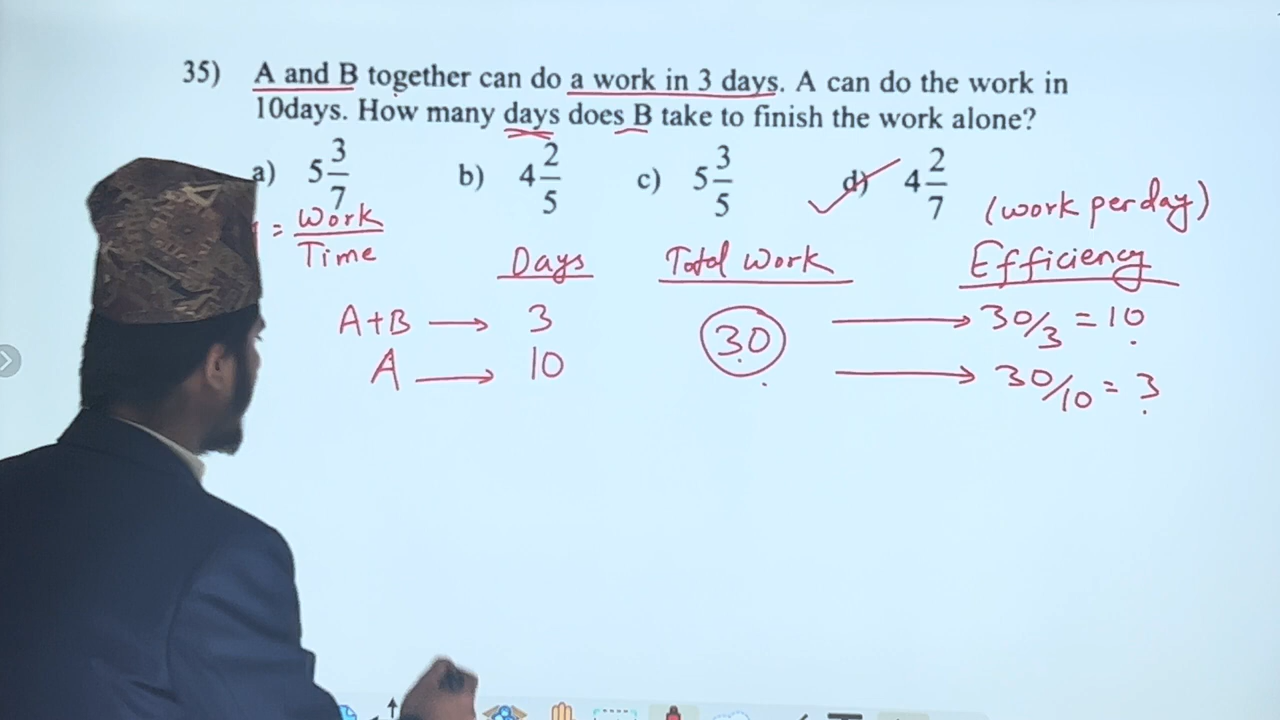 35) A and B together can do a work in 3 days. A can do the work in
10days. How many days does B take to finish the work alone?
a) 5 3/7 b) 4 2/5 c) 5 3/5 d) 4 2/7
= Work/Time
(work per day)
Days Total Work Efficiency
A+B → 3 30 → 30/3 = 10
A → 10 → 30/10 = 3